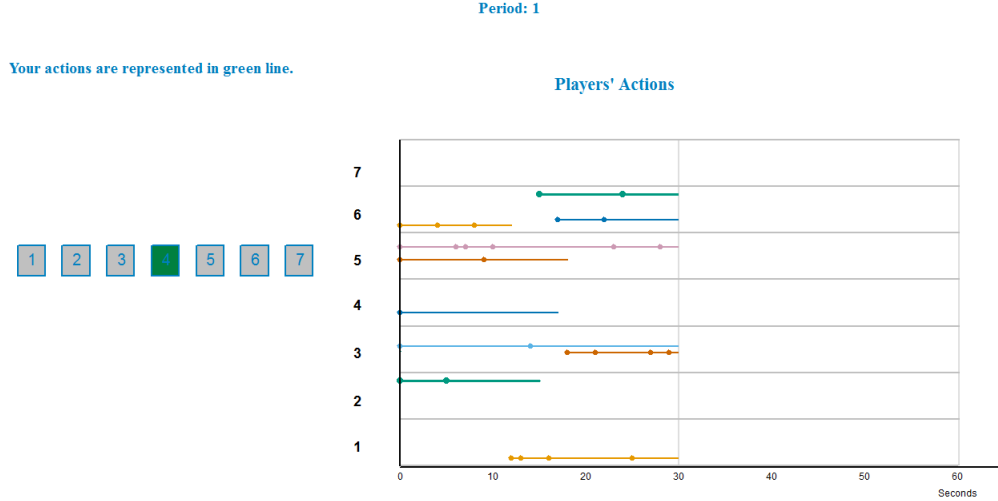 Period: 1
Your actions are represented in green line.
Players' Actions
1 2 3 4 5 6 7
7
6
5
4
3
2
1
0 10 20 30 40 50 60
Seconds